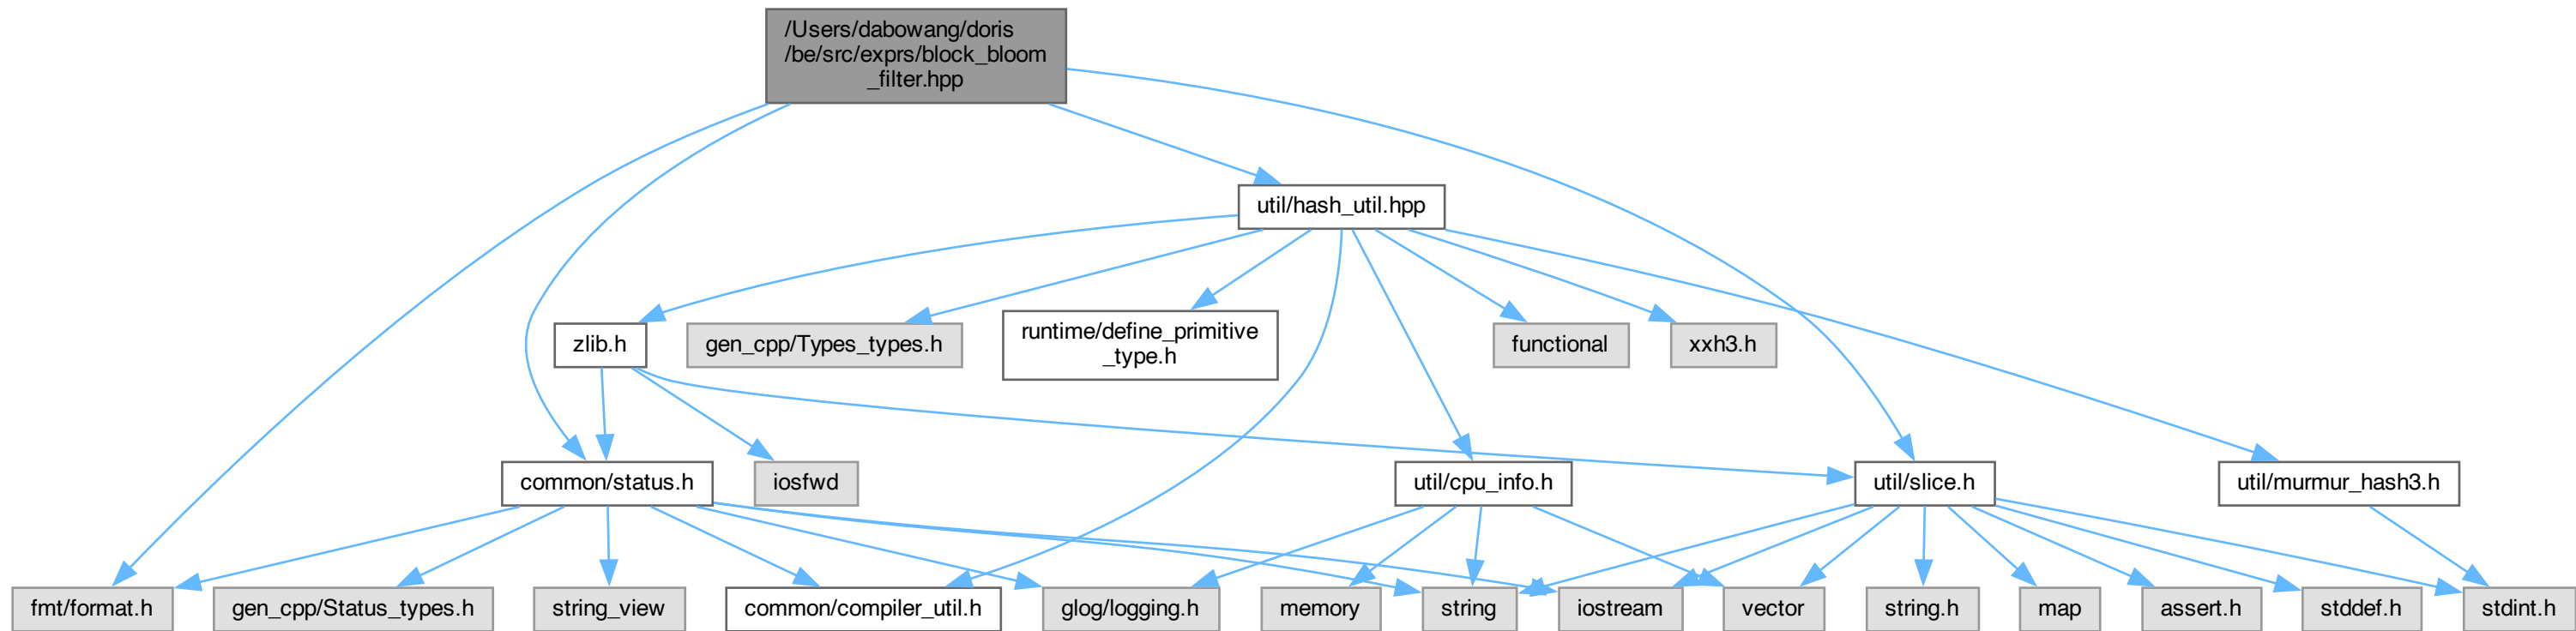 /Users/dabowang/doris
/be/src/exprs/block_bloom
_filter.hpp
util/hash_util.hpp
zlib.h
gen_cpp/Types_types.h
runtime/define_primitive
_type.h
functional
xxh3.h
common/status.h
iosfwd
util/cpu_info.h
util/slice.h
util/murmur_hash3.h
fmt/format.h
gen_cpp/Status_types.h
string_view
common/compiler_util.h
glog/logging.h
memory
string
iostream
vector
string.h
map
assert.h
stddef.h
stdint.h